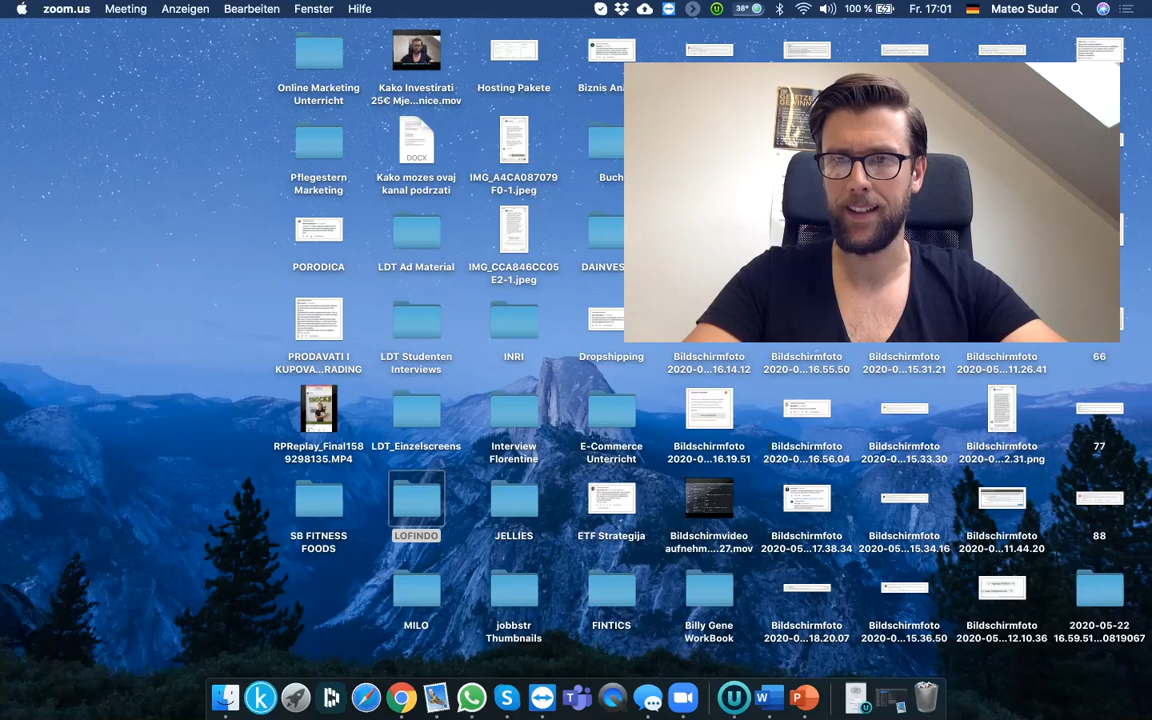 zoom.us Meeting Anzeigen Bearbeiten Fenster Hilfe
38° 100 % Fr. 17:01 Mateo Sudar
Online Marketing
Unterricht
Kako Investirati
25€ Mje...nice.mov
Hosting Pakete
Biznis Ana
Pflegestern
Marketing
DOCX
Kako mozes ovaj
kanal podrzati
IMG_A4CA087079
F0-1.jpeg
Buch
PORODICA
LDT Ad Material
IMG_CCA846CC05
E2-1.jpeg
DAINVES
PRODAVATI I
KUPOVA...RADING
LDT Studenten
Interviews
INRI
Dropshipping
Bildschirmfoto
2020-0...16.14.12
Bildschirmfoto
2020-0...16.55.50
Bildschirmfoto
2020-0...15.31.21
Bildschirmfoto
2020-05...11.26.41
66
RPReplay_Final158
9298135.MP4
LDT_Einzelscreens
Interview
Florentine
E-Commerce
Unterricht
Bildschirmfoto
2020-0...16.19.51
Bildschirmfoto
2020-0...16.56.04
Bildschirmfoto
2020-0...15.33.30
Bildschirmfoto
2020-0...2.31.png
77
SB FITNESS
FOODS
LOFINDO
JELLIES
ETF Strategija
Bildschirmvideo
aufnehm....27.mov
Bildschirmfoto
2020-05...17.38.34
Bildschirmfoto
2020-05...15.34.16
Bildschirmfoto
2020-0...11.44.20
88
MILO
jobbstr
Thumbnails
FINTICS
Billy Gene
WorkBook
Bildschirmfoto
2020-0...18.20.07
Bildschirmfoto
2020-0...15.36.50
Bildschirmfoto
2020-05...12.10.36
2020-05-22
16.59.51...0819067